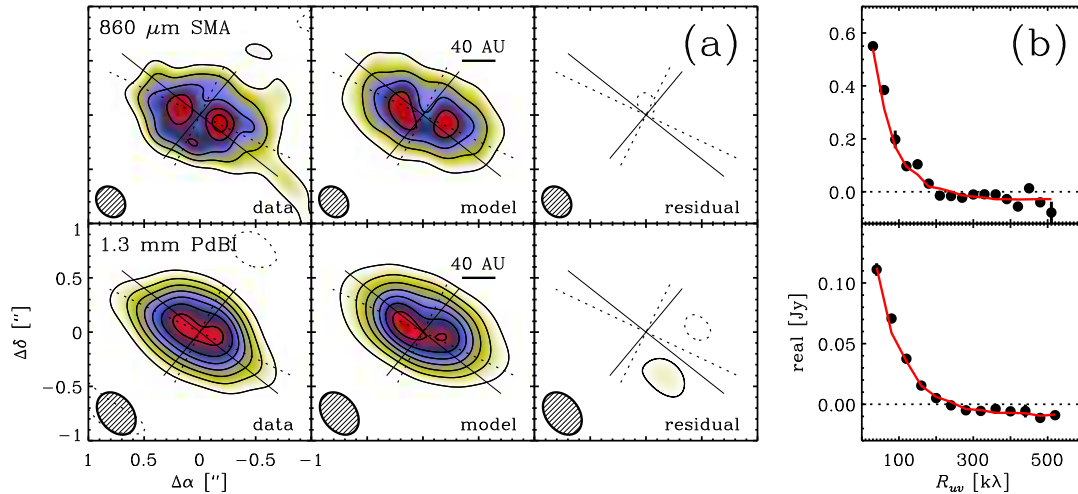 860 μm SMA
data
40 AU
model
(a)
residual
1.3 mm PdBI
data
40 AU
model
residual
Δδ ["]
1
0.5
0
−0.5
−1
1
0.5
0
−0.5
−1
Δα ["]
(b)
0.6
0.4
0.2
0.0
0.10
0.05
0.00
real [Jy]
100
300
500
Ruv [kλ]